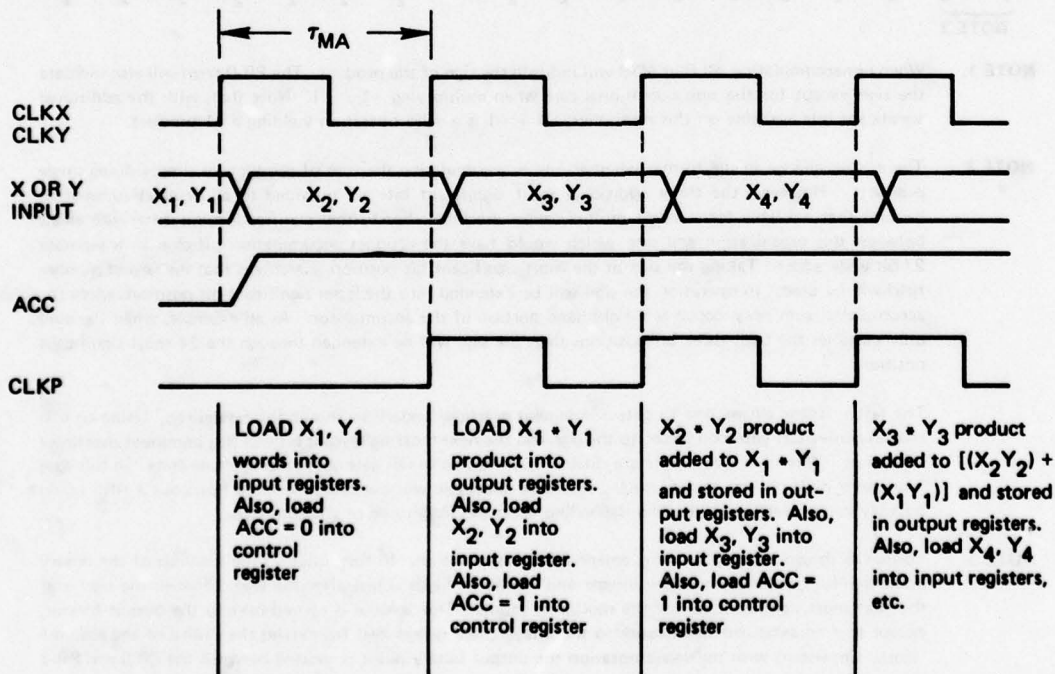 τMA
CLKX
CLKY
X OR Y
INPUT
X1, Y1
X2, Y2
X3, Y3
X4, Y4
ACC
CLKP
LOAD X1, Y1
words into
input registers.
Also, load
ACC = 0 into
control
register
LOAD X1 • Y1
product into
output registers.
Also, load
X2, Y2 into
input register.
Also, load
ACC = 1 into
control register
X2 • Y2 product
added to X1 • Y1
and stored in out-
put registers. Also,
load X3, Y3 into
input register.
Also, load ACC =
1 into control
register
X3 • Y3 product
added to [(X2Y2) +
(X1Y1)] and stored
in output registers.
Also, load X4, Y4
into input registers,
etc.